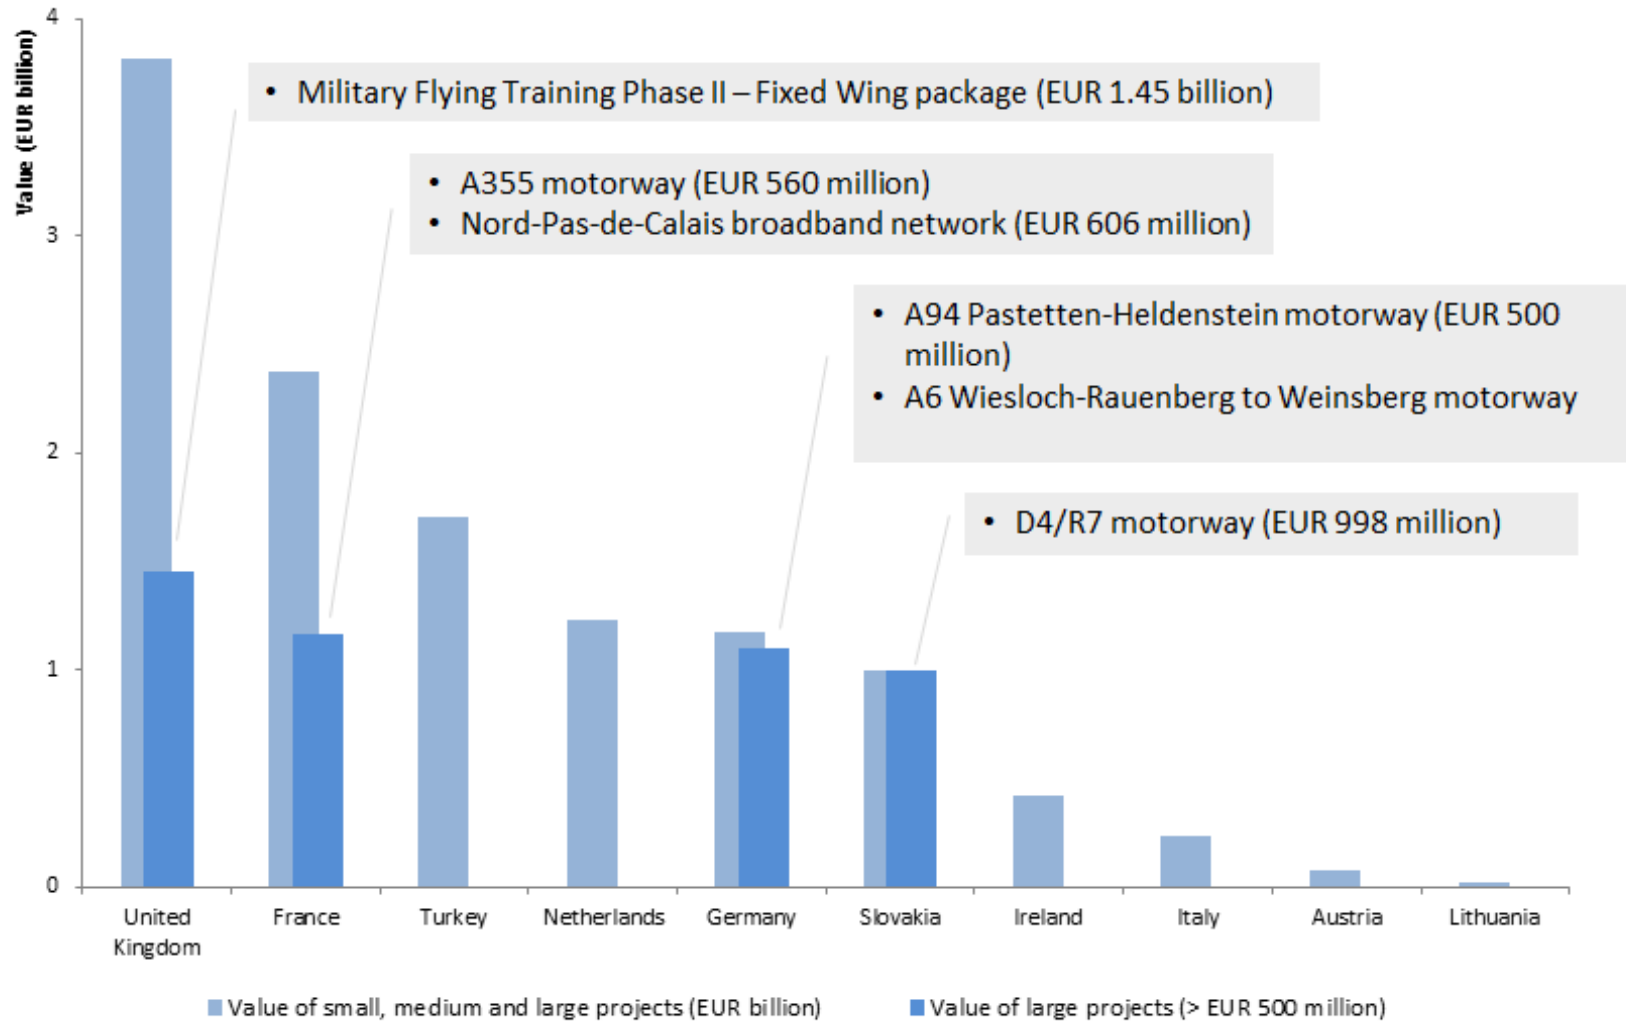 Value (EUR billion)
4
3
2
1
0
• Military Flying Training Phase II – Fixed Wing package (EUR 1.45 billion)
• A355 motorway (EUR 560 million)
• Nord-Pas-de-Calais broadband network (EUR 606 million)
• A94 Pastetten-Heldenstein motorway (EUR 500
million)
• A6 Wiesloch-Rauenberg to Weinsberg motorway
• D4/R7 motorway (EUR 998 million)
United
Kingdom
France
Turkey
Netherlands
Germany
Slovakia
Ireland
Italy
Austria
Lithuania
Value of small, medium and large projects (EUR billion)
Value of large projects (> EUR 500 million)